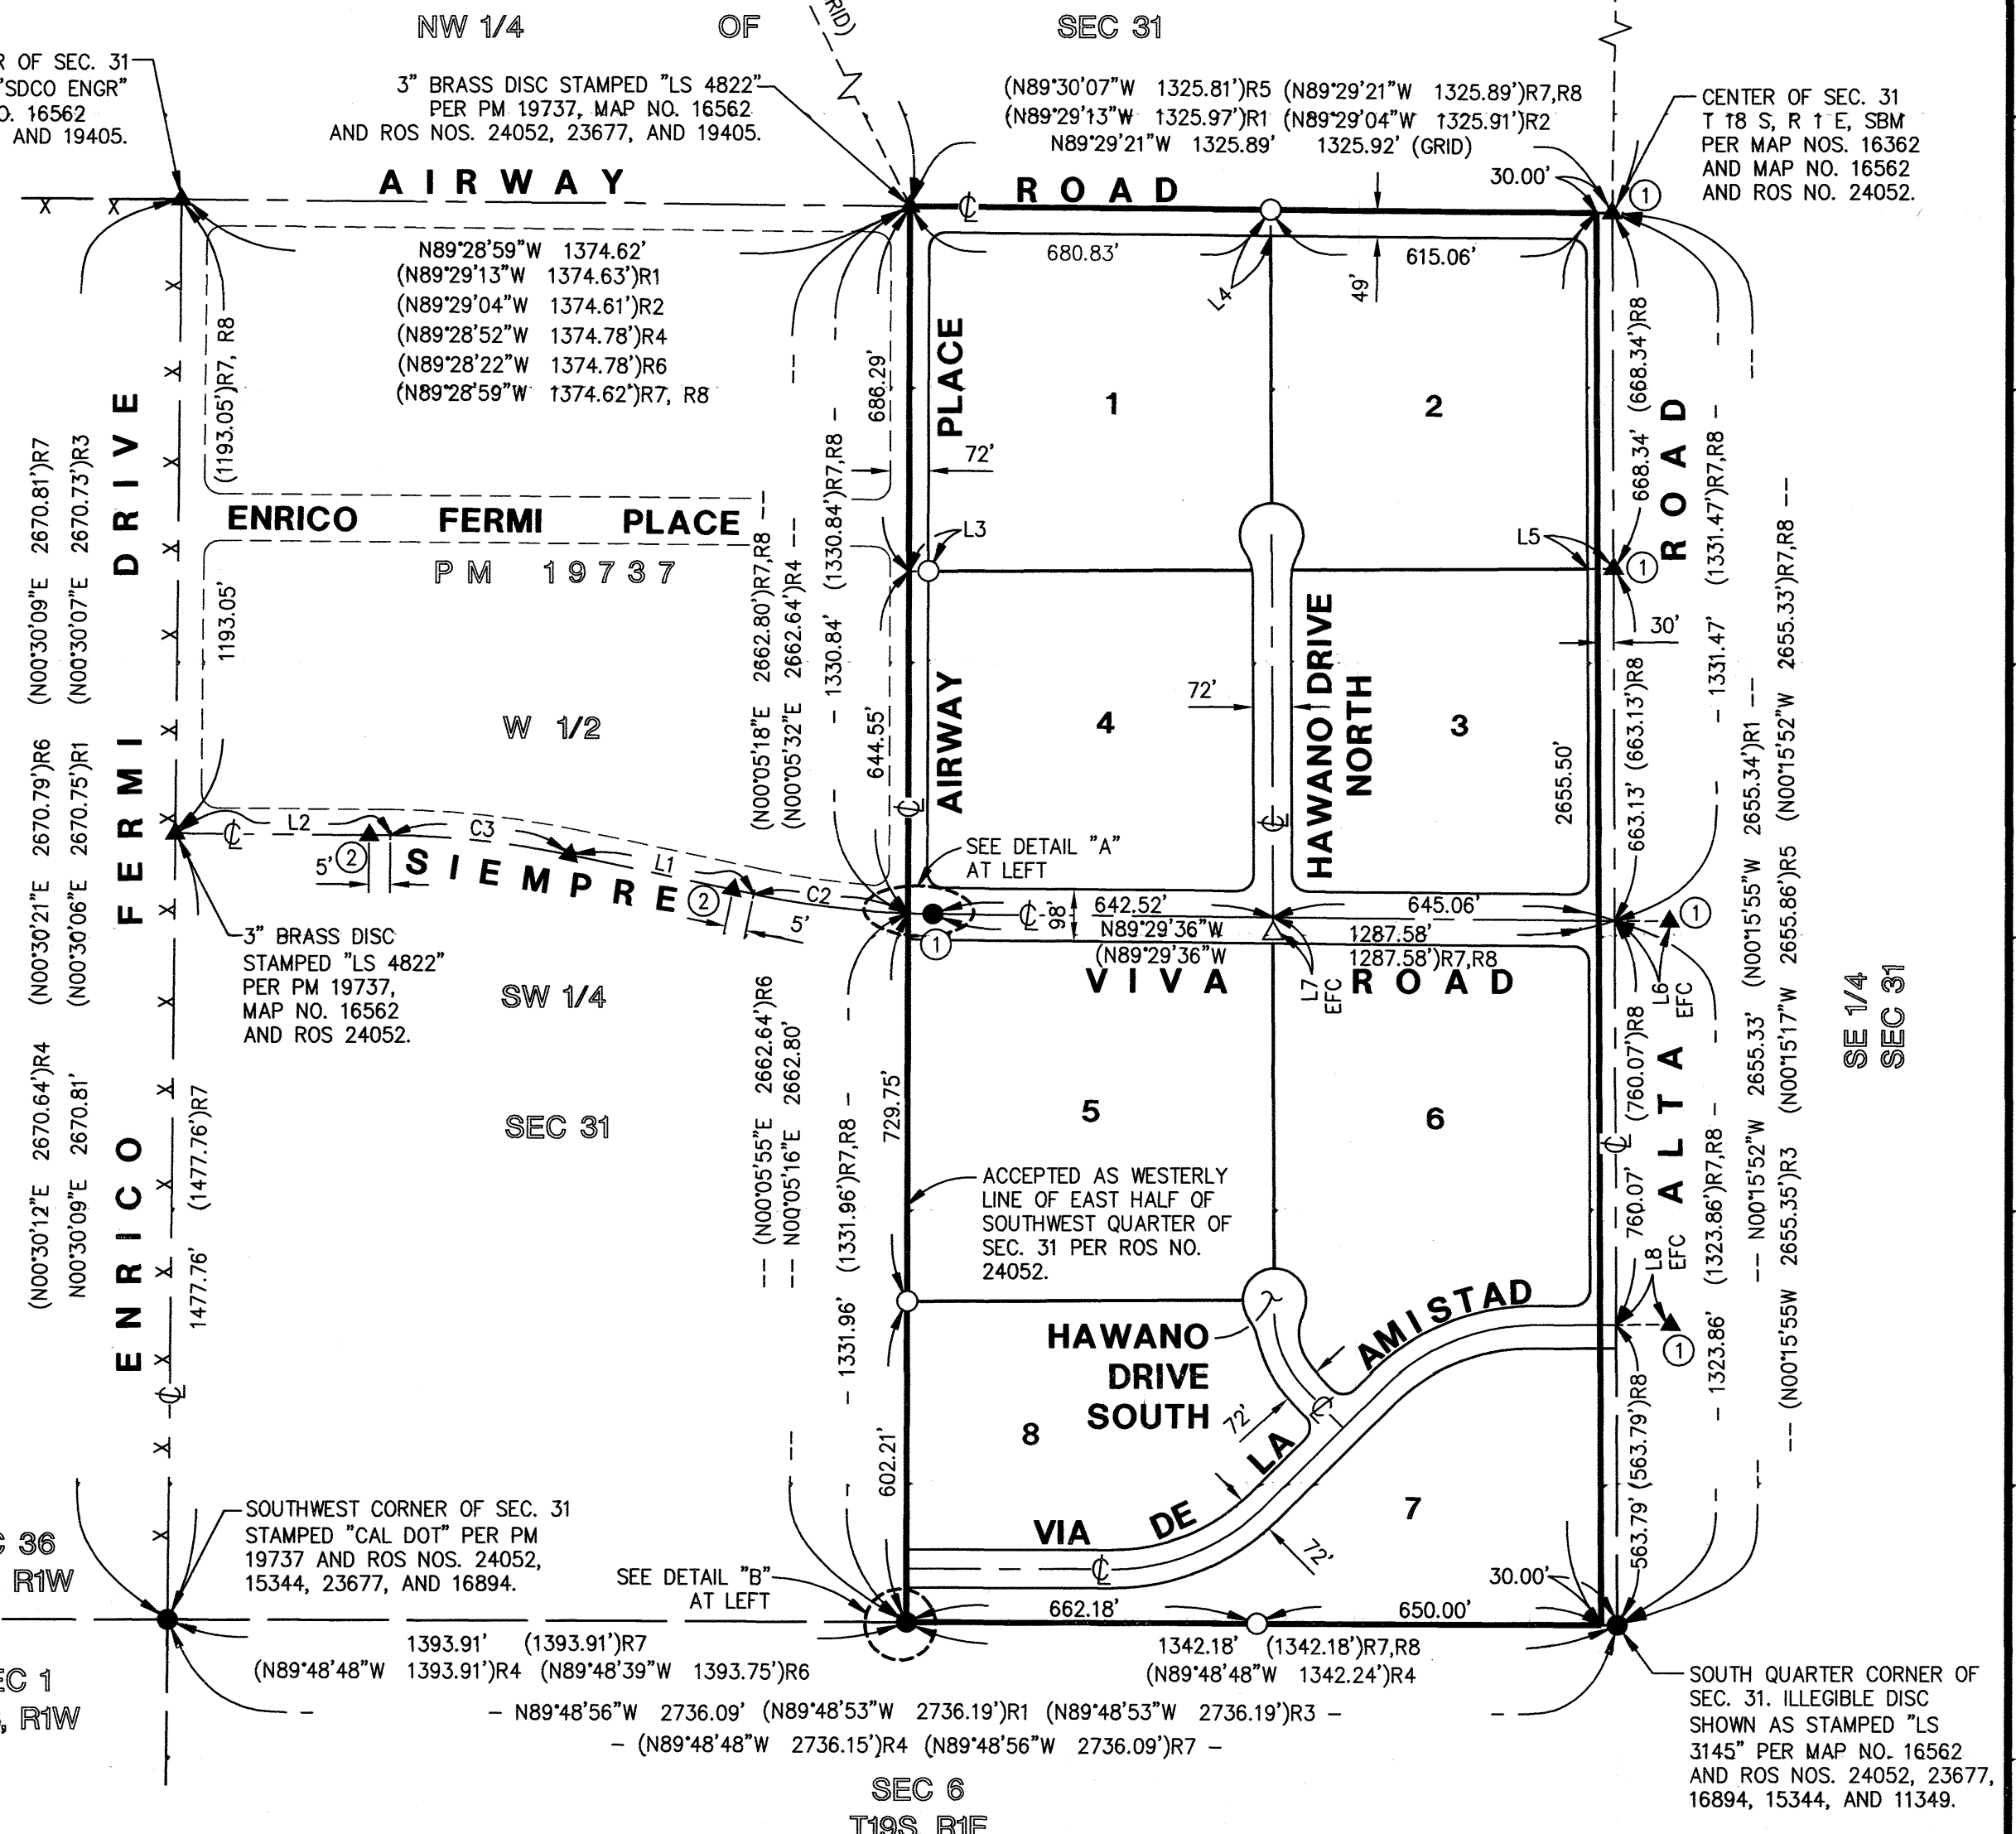 NW 1/4 OF SEC 31
RID)
R OF SEC. 31
"SDCO ENGR"
O. 16562
AND 19405.
3" BRASS DISC STAMPED "LS 4822"
PER PM 19737, MAP NO. 16562
AND ROS NOS. 24052, 23677, AND 19405.
(N89°30'07"W 1325.81')R5 (N89°29'21"W 1325.89')R7,R8
(N89°29'13"W 1325.97')R1 (N89°29'04"W 1325.91')R2
N89°29'21"W 1325.89' 1325.92' (GRID)
CENTER OF SEC. 31
T 18 S, R 1 E, SBM
PER MAP NOS. 16362
AND MAP NO. 16562
AND ROS NO. 24052.
30.00'
1
AIRWAY ROAD
680.83'
615.06'
L4
49'
N89°28'59"W 1374.62'
(N89°29'13"W 1374.63')R1
(N89°29'04"W 1374.61')R2
(N89°28'52"W 1374.78')R4
(N89°28'22"W 1374.78')R6
(N89°28'59"W 1374.62')R7, R8
(1193.05')R7, R8
1193.05'
686.29'
644.55'
AIRWAY PLACE
72'
1
2
(668.34')R8
668.34'
ENRICO FERMI PLACE
PM 19737
L3
L5
1
30'
ENRICO FERMI DRIVE
(N00°30'12"E 2670.64')R4 (N00°30'21"E 2670.79')R6 (N00°30'09"E 2670.81')R7
N00°30'09"E 2670.81' (N00°30'06"E 2670.75')R1 (N00°30'07"E 2670.73')R3
(N00°05'18"E 2662.80')R7,R8
(N00°05'32"E 2662.64')R4
1330.84' (1330.84')R7,R8
W 1/2
SW 1/4
SEC 31
4
3
72'
HAWANO DRIVE
NORTH
2655.50'
663.13' (663.13')R8
1331.47' (1331.47')R7,R8
ALTA ROAD
L2
C3
L1
C2
5'
2
2
5'
SIEMPRE VIVA ROAD
SEE DETAIL "A"
AT LEFT
1
98'
642.52'
645.06'
N89°29'36"W 1287.58'
(N89°29'36"W 1287.58')R7,R8
L7
EFC
L6
EFC
1
3" BRASS DISC
STAMPED "LS 4822"
PER PM 19737,
MAP NO. 16562
AND ROS 24052.
1477.76' (1477.76')R7
(N00°05'55"E 2662.64')R6
N00°05'16"E 2662.80'
1331.96' (1331.96')R7,R8
729.75'
602.21'
5
6
760.07' (760.07')R8
1323.86' (1323.86')R7,R8
N00°15'52"W 2655.33' (N00°15'55"W 2655.34')R1
(N00°15'55W 2655.35')R3 (N00°15'17"W 2655.86')R5 (N00°15'52"W 2655.33')R7,R8
SE 1/4
SEC 31
ACCEPTED AS WESTERLY
LINE OF EAST HALF OF
SOUTHWEST QUARTER OF
SEC. 31 PER ROS NO.
24052.
L8
EFC
1
HAWANO
DRIVE
SOUTH
72'
VIA DE LA AMISTAD
72'
8
7
563.79' (563.79')R8
30.00'
C 36
R1W
SOUTHWEST CORNER OF SEC. 31
STAMPED "CAL DOT" PER PM
19737 AND ROS NOS. 24052,
15344, 23677, AND 16894.
SEE DETAIL "B"
AT LEFT
662.18'
650.00'
1393.91' (1393.91')R7
(N89°48'48"W 1393.91')R4 (N89°48'39"W 1393.75')R6
1342.18' (1342.18')R7,R8
(N89°48'48"W 1342.24')R4
N89°48'56"W 2736.09' (N89°48'53"W 2736.19')R1 (N89°48'53"W 2736.19')R3
(N89°48'48"W 2736.15')R4 (N89°48'56"W 2736.09')R7
EC 1
, R1W
SOUTH QUARTER CORNER OF
SEC. 31. ILLEGIBLE DISC
SHOWN AS STAMPED "LS
3145" PER MAP NO. 16562
AND ROS NOS. 24052, 23677,
16894, 15344, AND 11349.
SEC 6
T19S, R1E